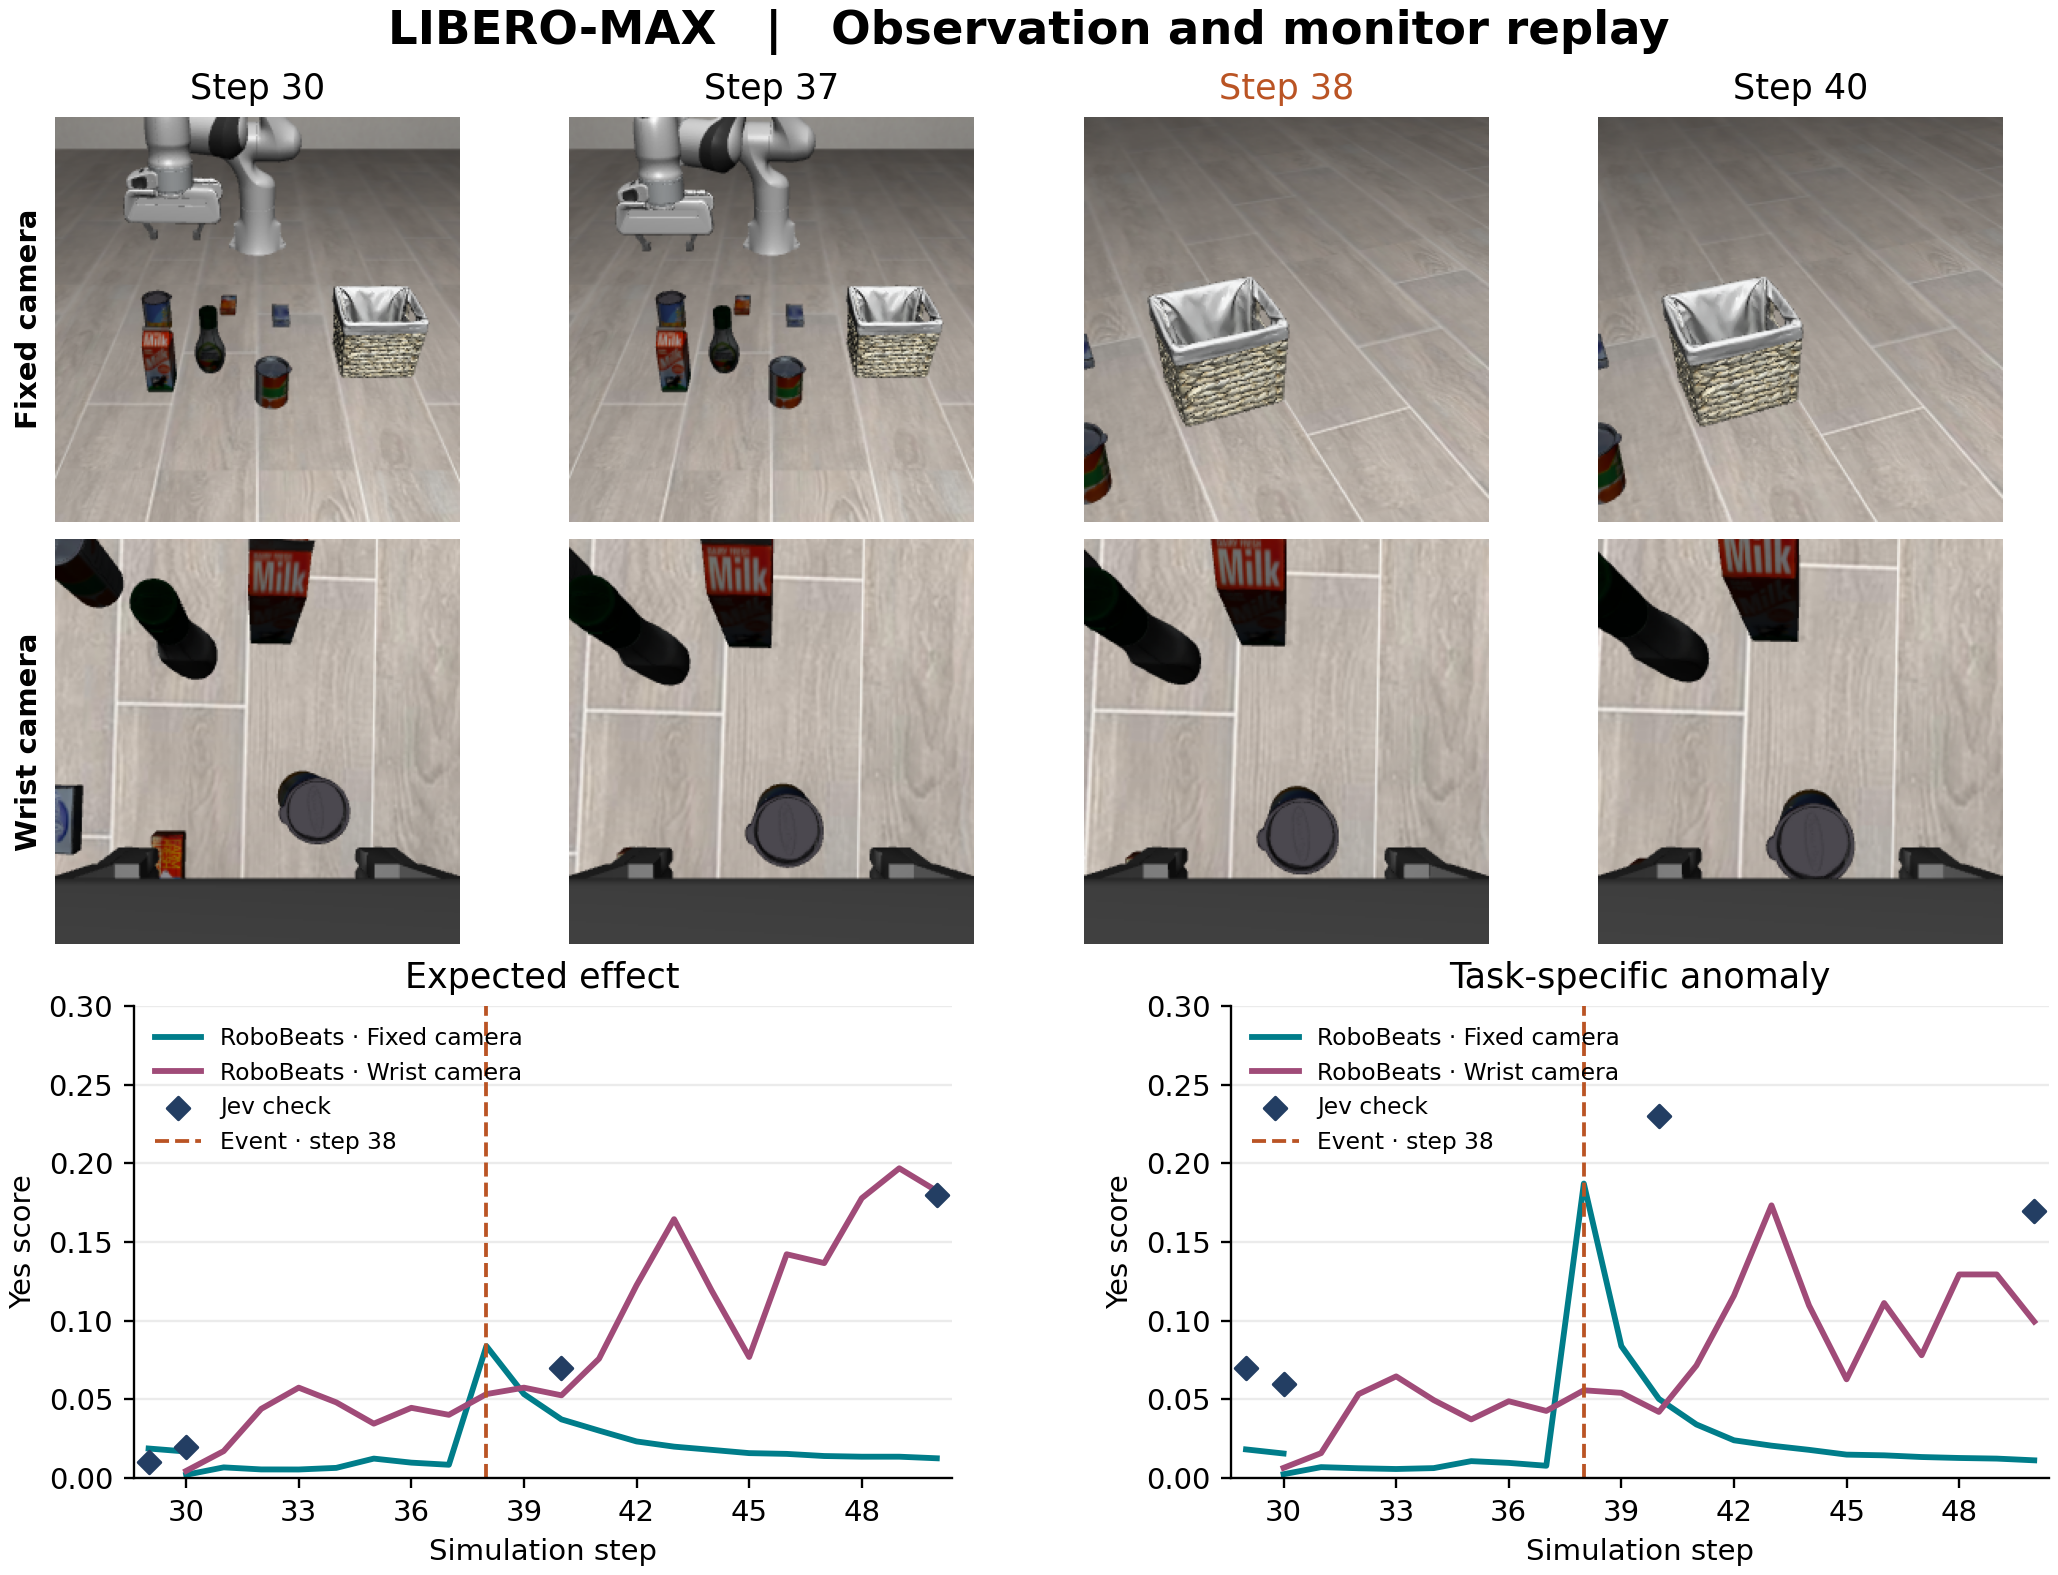 LIBERO-MAX | Observation and monitor replay
Step 30
Step 37
Step 38
Step 40
Fixed camera
Milk
Milk
Wrist camera
Milk
Milk
Milk
Milk
Expected effect
0.30
0.25
0.20
0.15
0.10
0.05
0.00
Yes score
RoboBeats · Fixed camera
RoboBeats · Wrist camera
Jev check
Event · step 38
30
33
36
39
42
45
48
Simulation step
Task-specific anomaly
0.30
0.25
0.20
0.15
0.10
0.05
0.00
Yes score
RoboBeats · Fixed camera
RoboBeats · Wrist camera
Jev check
Event · step 38
30
33
36
39
42
45
48
Simulation step